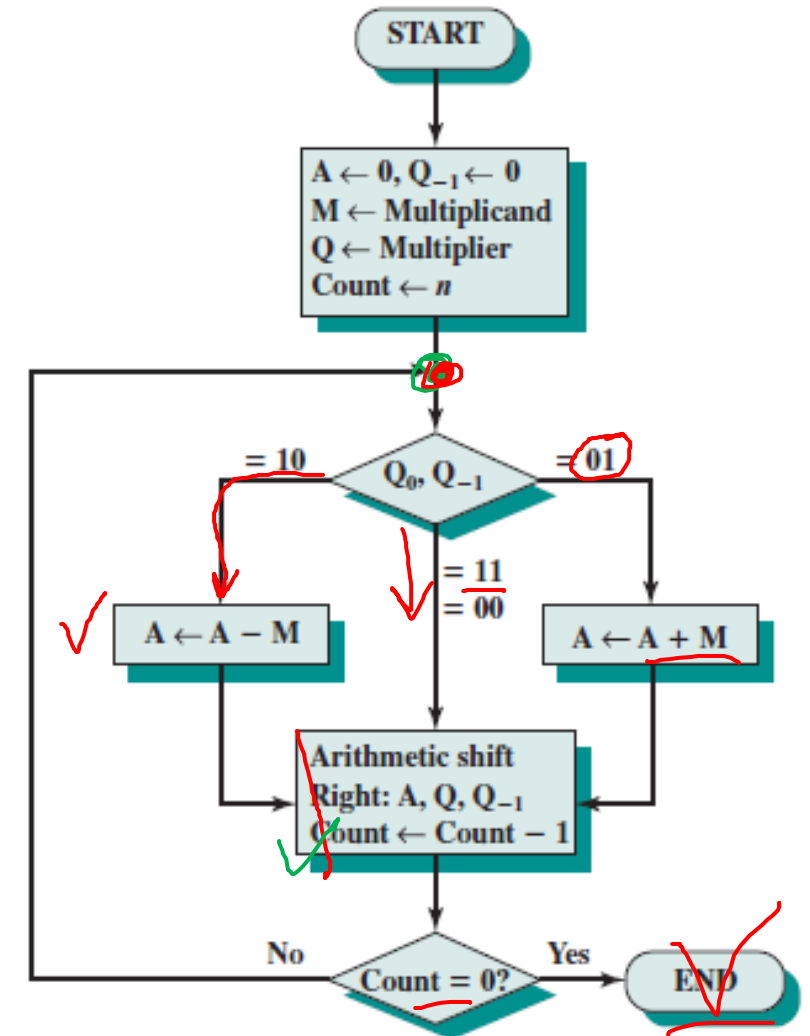 START
A ← 0, Q₋₁ ← 0
M ← Multiplicand
Q ← Multiplier
Count ← n
= 10
Q₀, Q₋₁
= 01
= 11
= 00
A ← A − M
A ← A + M
Arithmetic shift
Right: A, Q, Q₋₁
Count ← Count − 1
No
Count = 0?
Yes
END